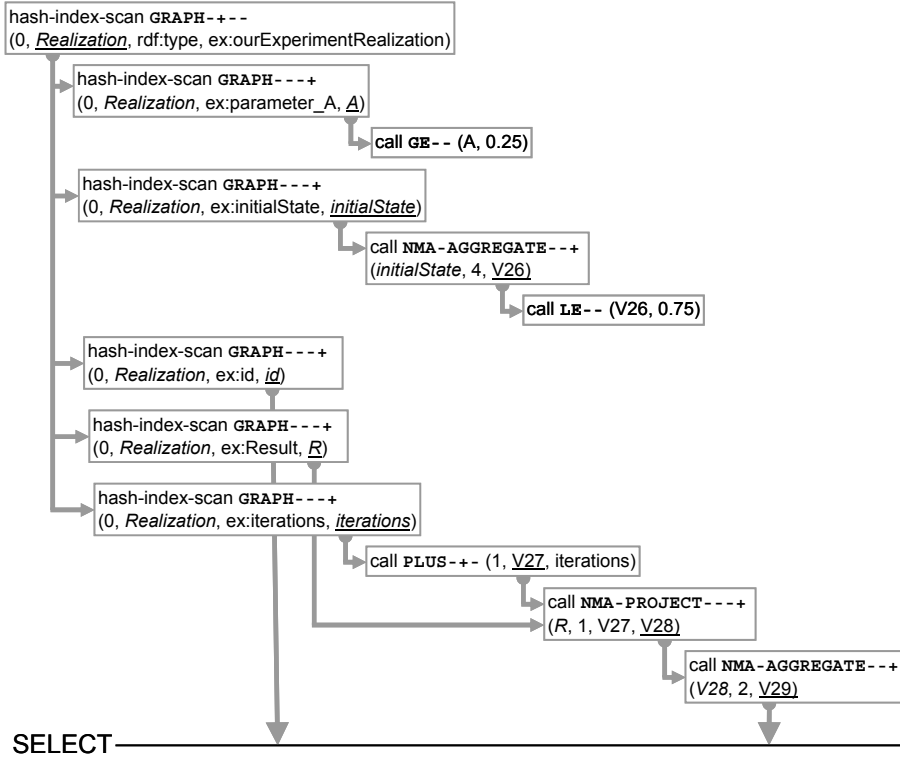 hash-index-scan GRAPH-+--
(0, Realization, rdf:type, ex:ourExperimentRealization)
hash-index-scan GRAPH---+
(0, Realization, ex:parameter_A, A)
call GE-- (A, 0.25)
hash-index-scan GRAPH---+
(0, Realization, ex:initialState, initialState)
call NMA-AGGREGATE--+
(initialState, 4, V26)
call LE-- (V26, 0.75)
hash-index-scan GRAPH---+
(0, Realization, ex:id, id)
hash-index-scan GRAPH---+
(0, Realization, ex:Result, R)
hash-index-scan GRAPH---+
(0, Realization, ex:iterations, iterations)
call PLUS-+- (1, V27, iterations)
call NMA-PROJECT---+
(R, 1, V27, V28)
call NMA-AGGREGATE--+
(V28, 2, V29)
SELECT